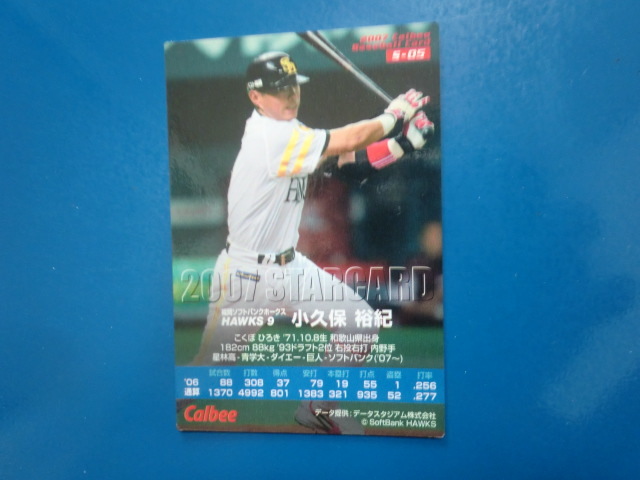 2007 Calbee
Baseball Card
S-05
2007 STARCARD
福岡ソフトバンクホークス
HAWKS 9 小久保 裕紀
こくぼ ひろき '71.10.8生 和歌山県出身
182cm 88kg '93ドラフト2位 右投右打 内野手
星林高-青学大-ダイエー-巨人-ソフトバンク('07~)
試合数 打数 得点 安打 本塁打 打点 盗塁 打率
'06 88 308 37 79 19 55 1 .256
通算 1370 4992 801 1383 321 935 52 .277
Calbee
データ提供:データスタジアム株式会社
© SoftBank HAWKS